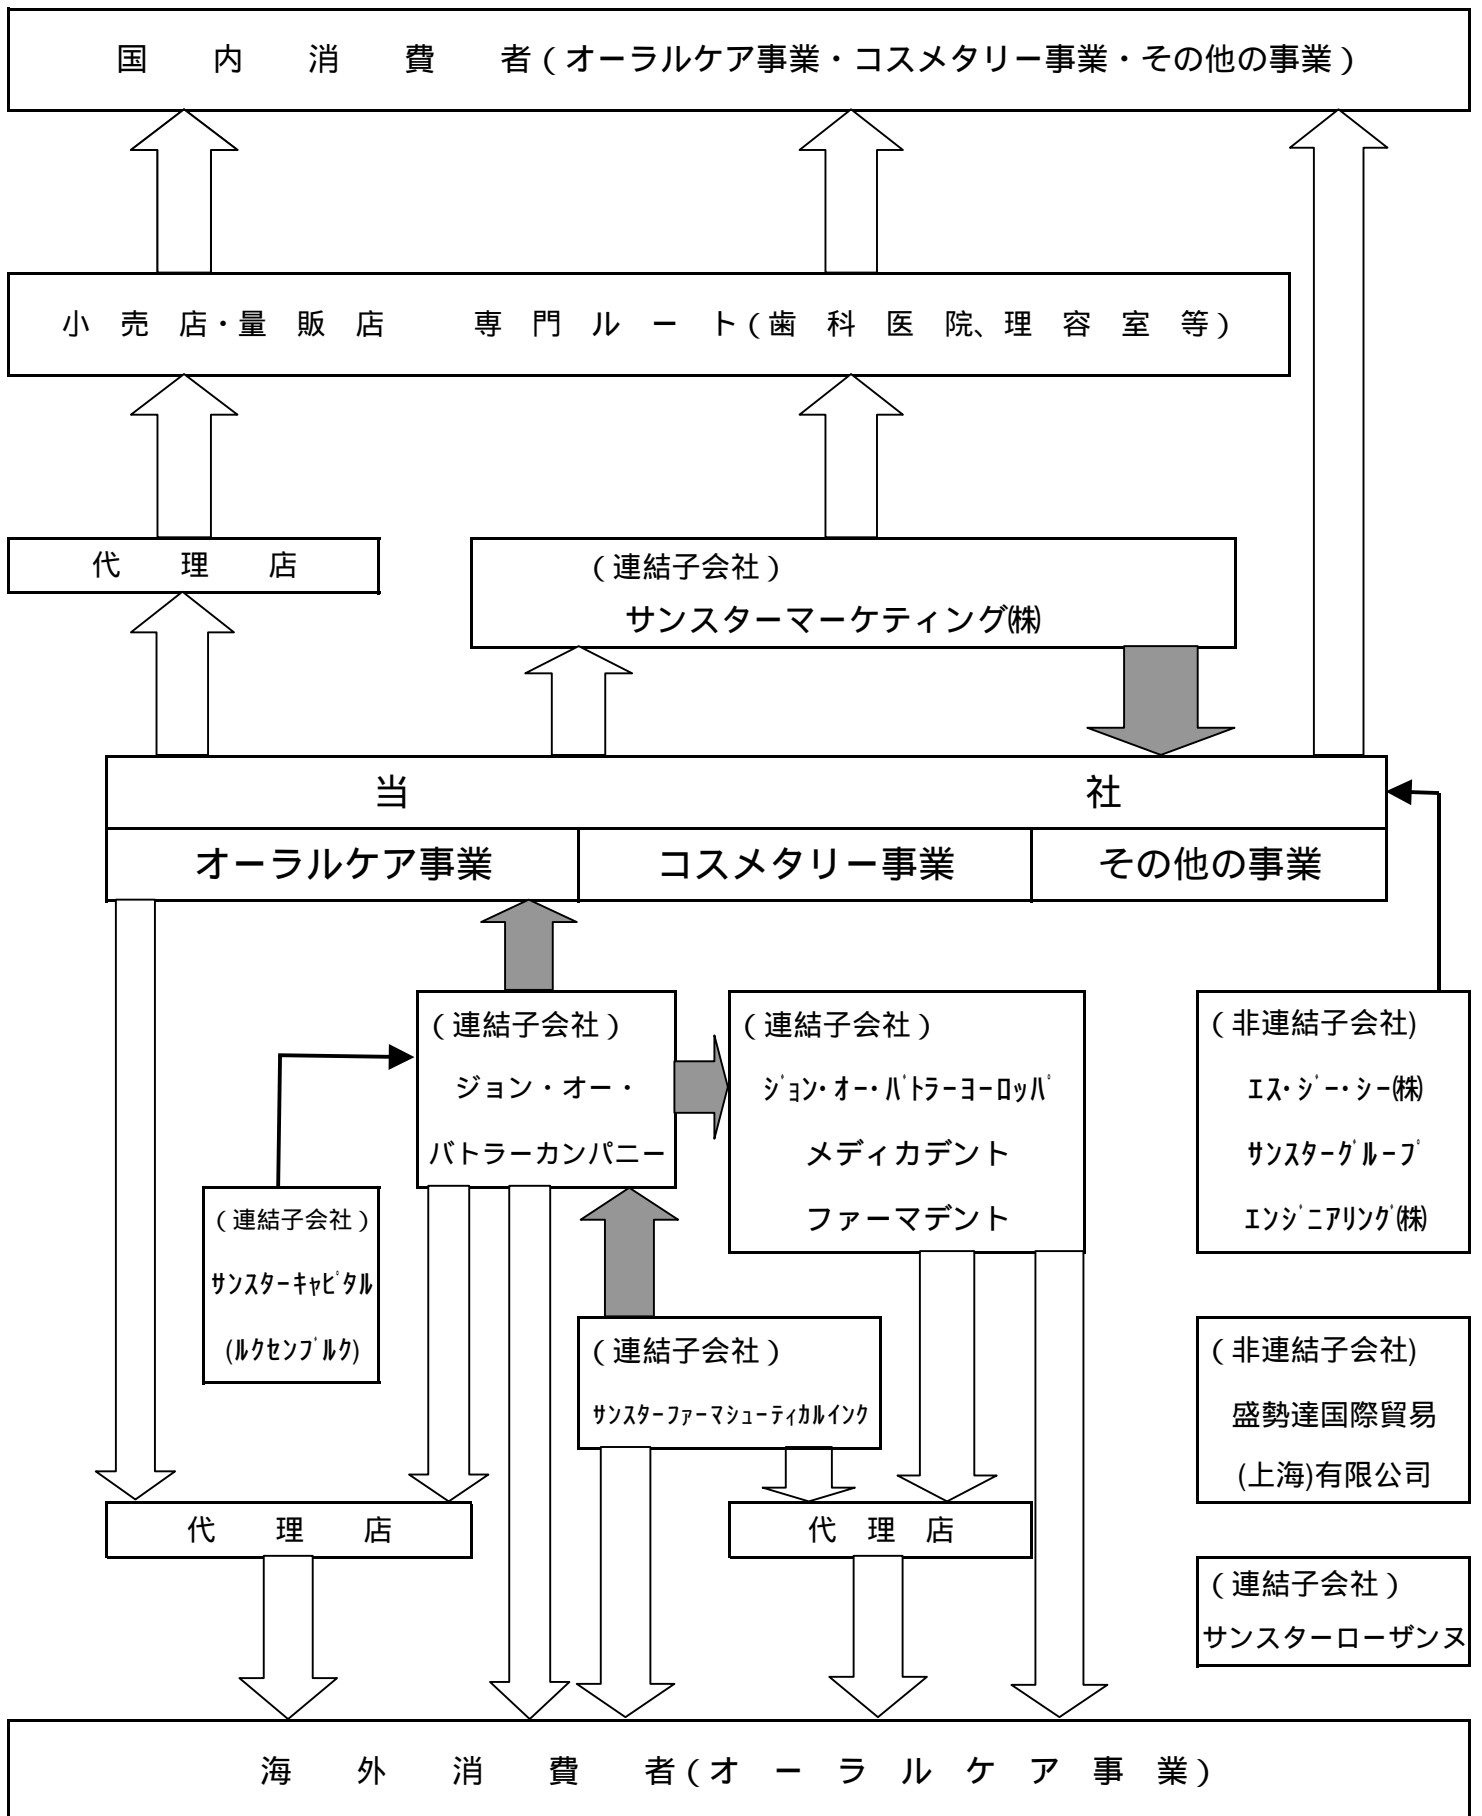 国 内 消 費 者(オーラルケア事業・コスメタリー事業・その他の事業)
小 売 店・量 販 店 専 門 ル ー ト(歯 科 医 院、理 容 室 等)
代 理 店
(連結子会社)
サンスターマーケティング㈱
当 社
オーラルケア事業 コスメタリー事業 その他の事業
(連結子会社)
ジョン・オー・
バトラーカンパニー
(連結子会社)
ｼﾞｮﾝ・ｵｰ・ﾊﾞﾄﾗｰﾖｰﾛｯﾊﾟ
メディカデント
ファーマデント
(非連結子会社)
ｴｽ・ｼﾞｰ・ｼｰ㈱
ｻﾝｽﾀｰｸﾞﾙｰﾌﾟ
ｴﾝｼﾞﾆｱﾘﾝｸﾞ㈱
(連結子会社)
ｻﾝｽﾀｰｷｬﾋﾟﾀﾙ
(ﾙｸｾﾝﾌﾞﾙｸ)
(連結子会社)
ｻﾝｽﾀｰﾌｧｰﾏｼｭｰﾃｨｶﾙｲﾝｸ
(非連結子会社)
盛勢達国際貿易
(上海)有限公司
代 理 店
代 理 店
(連結子会社)
サンスターローザンヌ
海 外 消 費 者(オ ー ラ ル ケ ア 事 業)